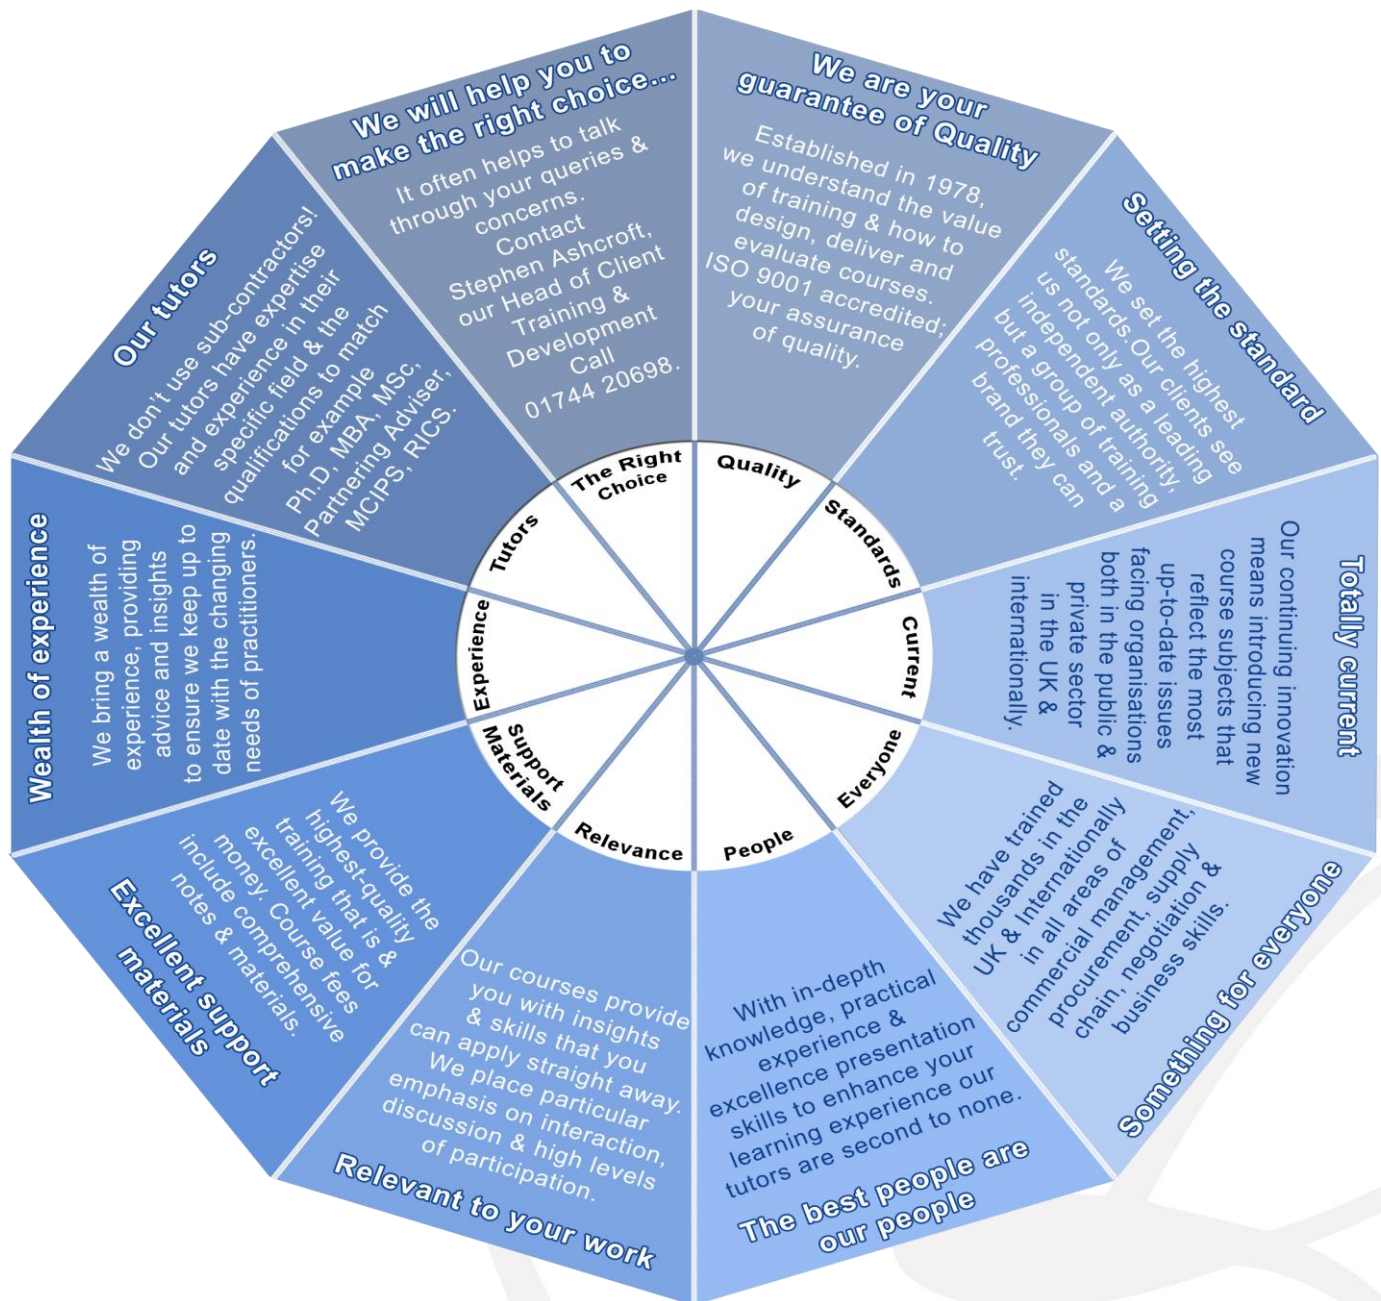 We are your
guarantee of Quality
Established in 1978,
we understand the value
of training & how to
design, deliver and
evaluate courses.
ISO 9001 accredited;
your assurance
of quality.
Quality
Setting the standard
We set the highest
standards.Our clients see
us not only as a leading
independent authority,
but a group of training
professionals and a
brand they can
trust.
Standards
Totally current
Our continuing innovation
means introducing new
course subjects that
reflect the most
up-to-date issues
facing organisations
both in the public &
private sector
in the UK &
internationally.
Current
We have trained
thousands in the
UK & Internationally
in all areas of
commercial management,
procurement, supply
chain, negotiation &
business skills.
Something for everyone
Everyone
With in-depth
knowledge, practical
experience &
excellence presentation
skills to enhance your
learning experience our
tutors are second to none.
The best people are
our people
People
Our courses provide
you with insights
& skills that you
can apply straight away.
We place particular
emphasis on interaction,
discussion & high levels
of participation.
Relevant to your work
Relevance
We provide the
highest-quality
training that is &
excellent value for
money. Course fees
include comprehensive
notes & materials.
Excellent support
materials
Support
Materials
Wealth of experience
We bring a wealth of
experience, providing
advice and insights
to ensure we keep up to
date with the changing
needs of practitioners.
Experience
Our tutors
We don't use sub-contractors!
Our tutors have expertise
and experience in their
specific field & the
qualifications to match
for example
Ph.D, MBA, MSc,
Partnering Adviser,
MCIPS, RICS.
Tutors
We will help you to
make the right choice...
It often helps to talk
through your queries &
concerns.
Contact
Stephen Ashcroft,
our Head of Client
Training &
Development
Call
01744 20698.
The Right
Choice